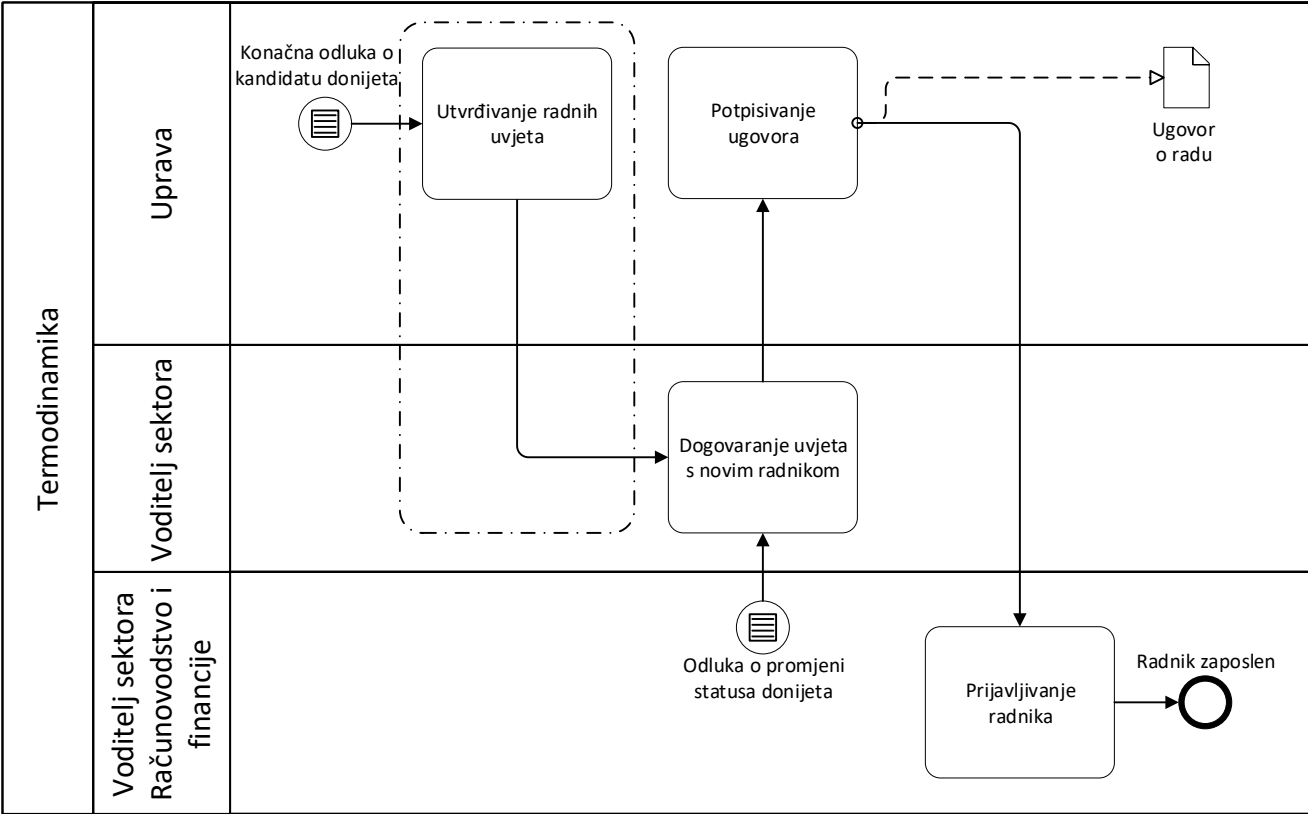 Termodinamika
Uprava
Konačna odluka o
kandidatu donijeta
Utvrđivanje radnih
uvjeta
Potpisivanje
ugovora
Ugovor
o radu
Voditelj sektora
Dogovaranje uvjeta
s novim radnikom
Voditelj sektora
Računovodstvo i
financije
Odluka o promjeni
statusa donijeta
Prijavljivanje
radnika
Radnik zaposlen